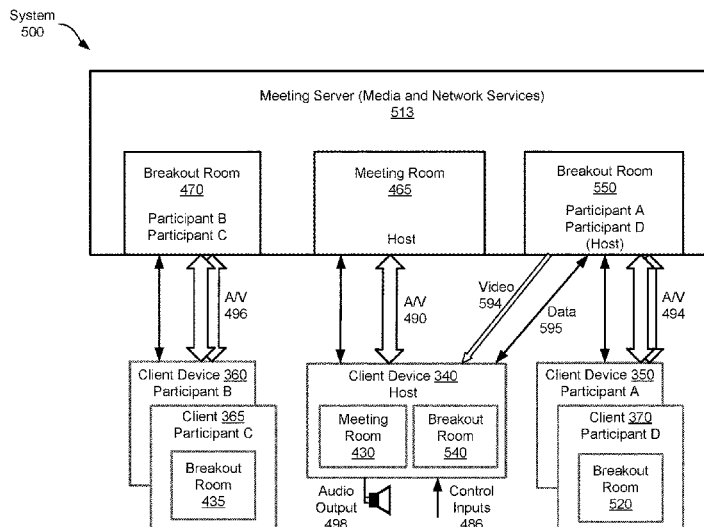 System
500
Meeting Server (Media and Network Services)
513
Breakout Room
470
Participant B
Participant C
Meeting Room
465
Host
Breakout Room
550
Participant A
Participant D
(Host)
A/V
496
A/V
490
Video
594
Data
595
A/V
494
Client Device 360
Participant B
Client 365
Participant C
Breakout
Room
435
Client Device 340
Host
Meeting
Room
430
Breakout
Room
540
Client Device 350
Participant A
Client 370
Participant D
Breakout
Room
520
Audio
Output
498
Control
Inputs
486